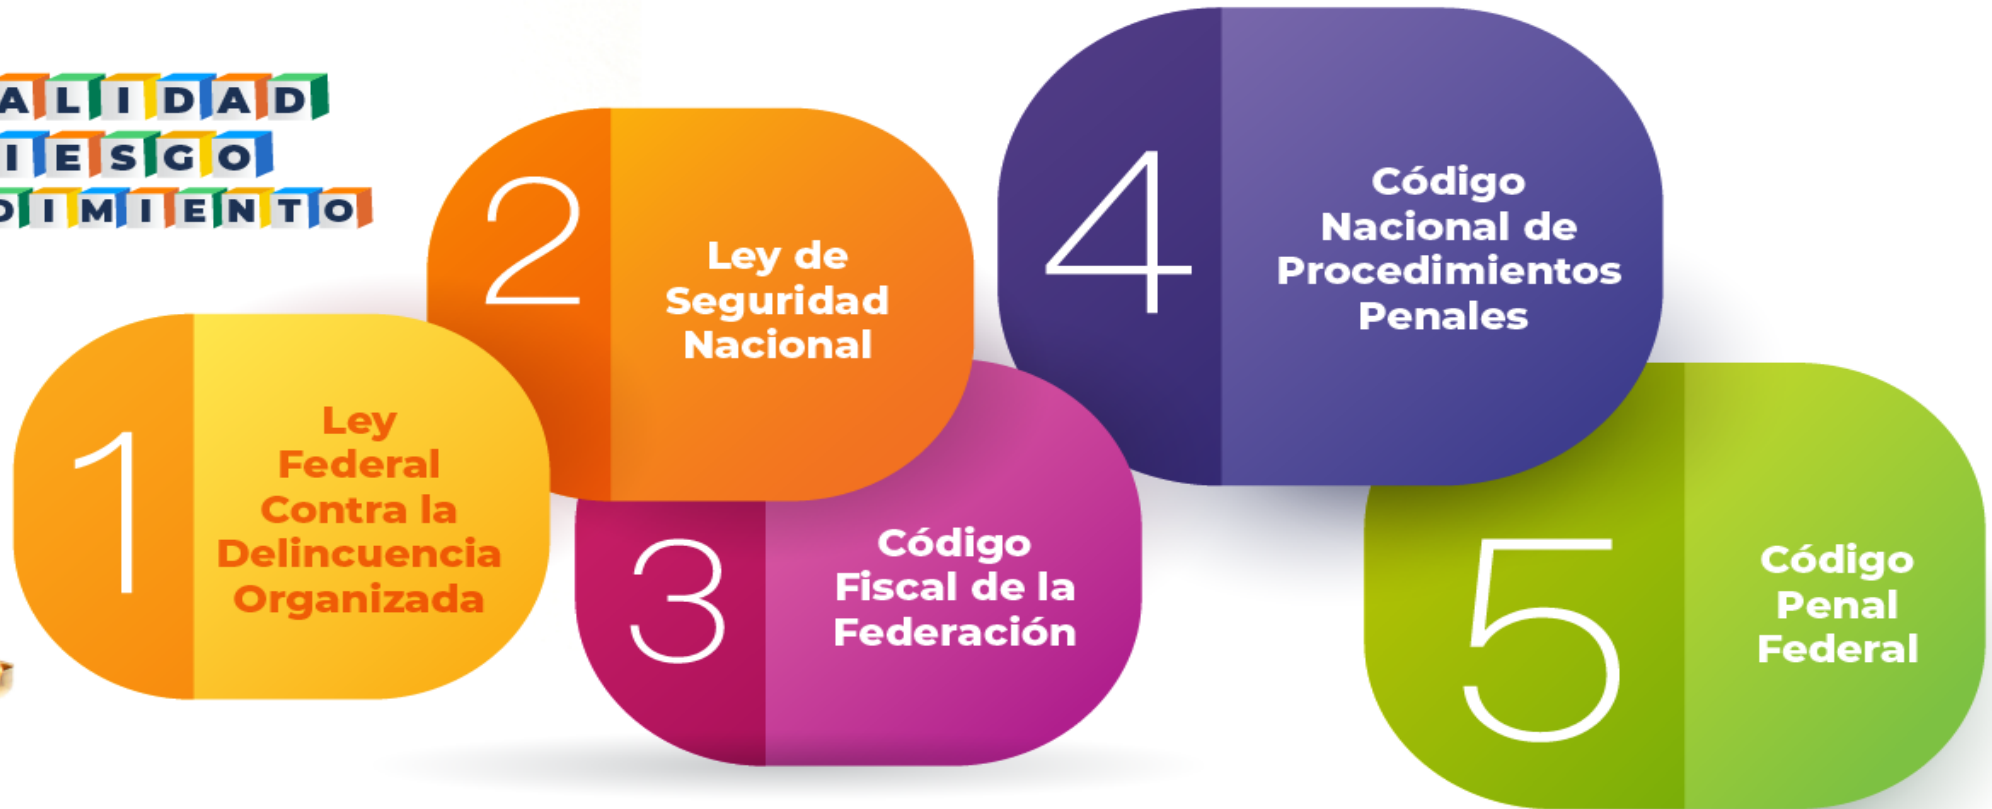 ALIDAD
IESGO
DIMIENTO
1
Ley
Federal
Contra la
Delincuencia
Organizada
2
Ley de
Seguridad
Nacional
3
Código
Fiscal de la
Federación
4
Código
Nacional de
Procedimientos
Penales
5
Código
Penal
Federal